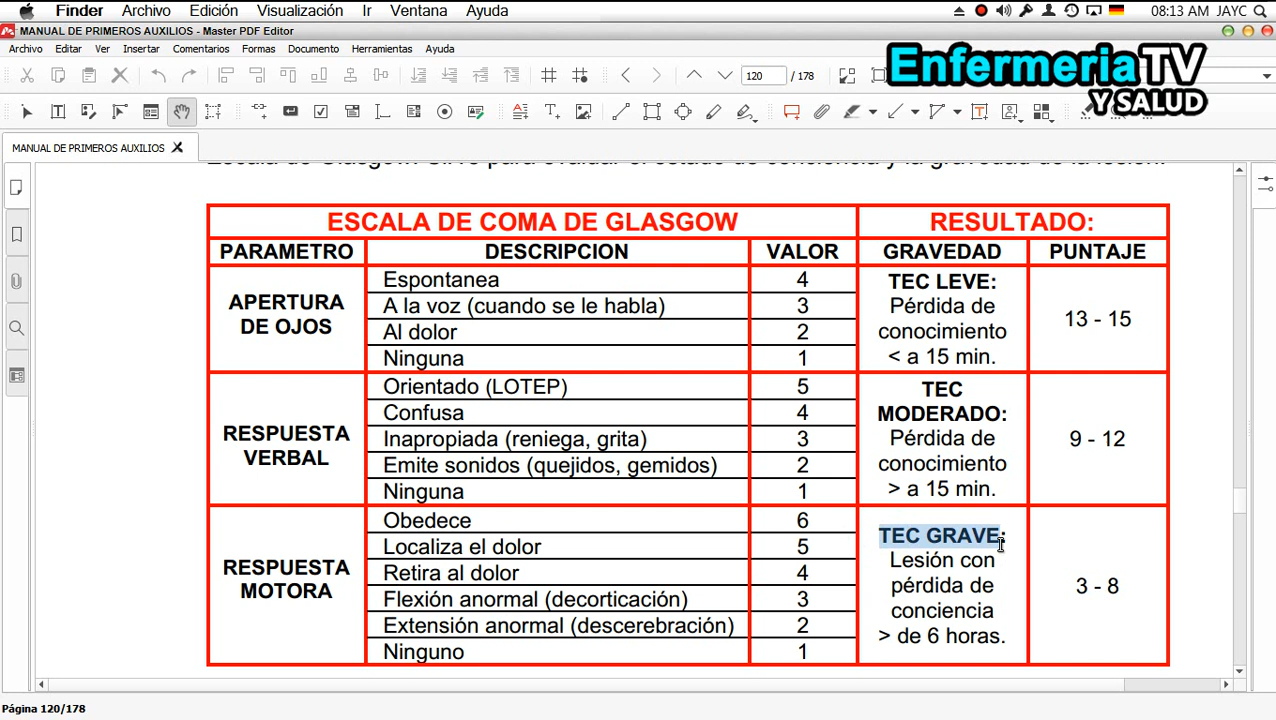 Finder Archivo Edición Visualización Ir Ventana Ayuda 08:13 AM JAYC
MANUAL DE PRIMEROS AUXILIOS - Master PDF Editor
Archivo Editar Ver Insertar Comentarios Formas Documento Herramientas Ayuda
EnfermeriaTV
Y SALUD
120 / 178
MANUAL DE PRIMEROS AUXILIOS
ESCALA DE COMA DE GLASGOW RESULTADO:
PARAMETRO DESCRIPCION VALOR GRAVEDAD PUNTAJE
APERTURA
DE OJOS
Espontanea 4
A la voz (cuando se le habla) 3
Al dolor 2
Ninguna 1
TEC LEVE:
Pérdida de
conocimiento
< a 15 min.
13 - 15
RESPUESTA
VERBAL
Orientado (LOTEP) 5
Confusa 4
Inapropiada (reniega, grita) 3
Emite sonidos (quejidos, gemidos) 2
Ninguna 1
TEC
MODERADO:
Pérdida de
conocimiento
> a 15 min.
9 - 12
RESPUESTA
MOTORA
Obedece 6
Localiza el dolor 5
Retira al dolor 4
Flexión anormal (decorticación) 3
Extensión anormal (descerebración) 2
Ninguno 1
TEC GRAVE:
Lesión con
pérdida de
conciencia
> de 6 horas.
3 - 8
Página 120/178